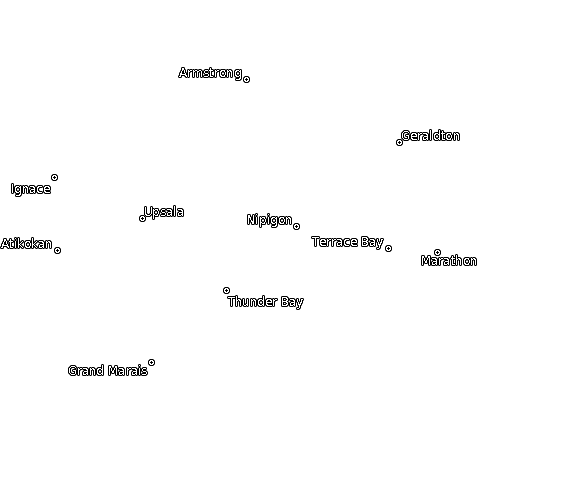 Armstrong
Geraldton
Ignace
Upsala
Nipigon
Atikokan
Terrace Bay
Marathon
Thunder Bay
Grand Marais